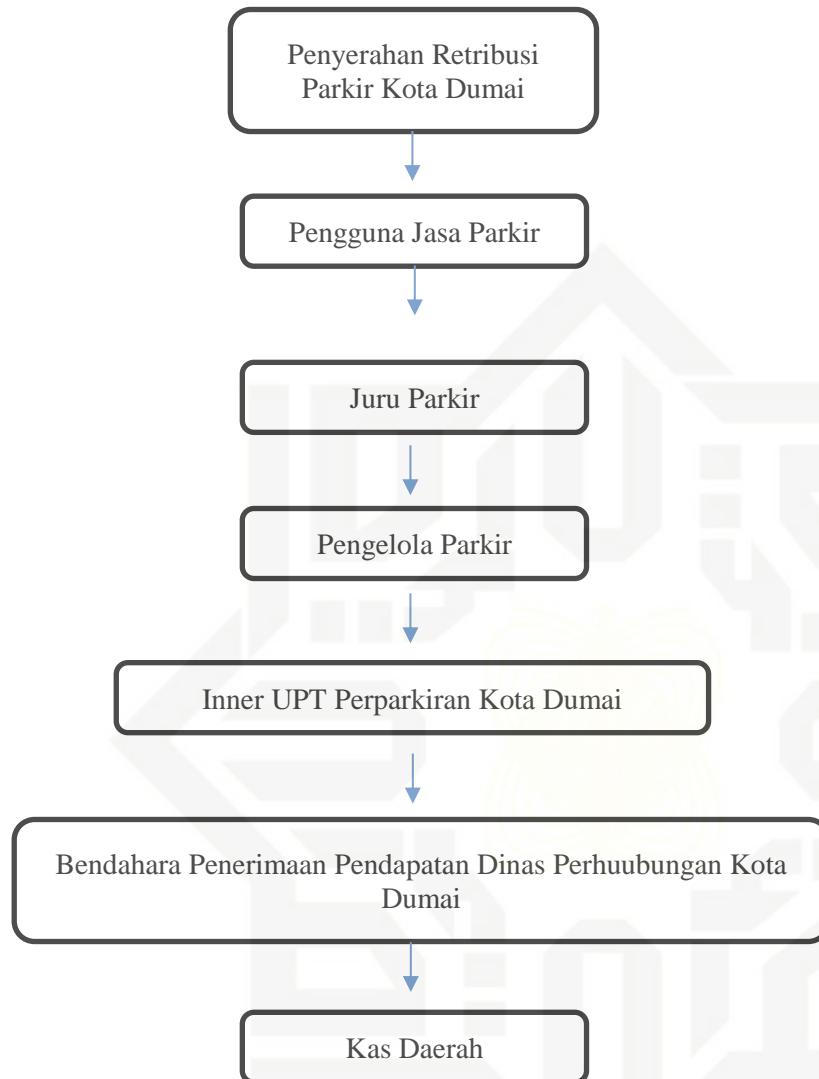 Penyerahan Retribusi
Parkir Kota Dumai
Pengguna Jasa Parkir
Juru Parkir
Pengelola Parkir
Inner UPT Perparkiran Kota Dumai
Bendahara Penerimaan Pendapatan Dinas Perhuubungan Kota
Dumai
Kas Daerah